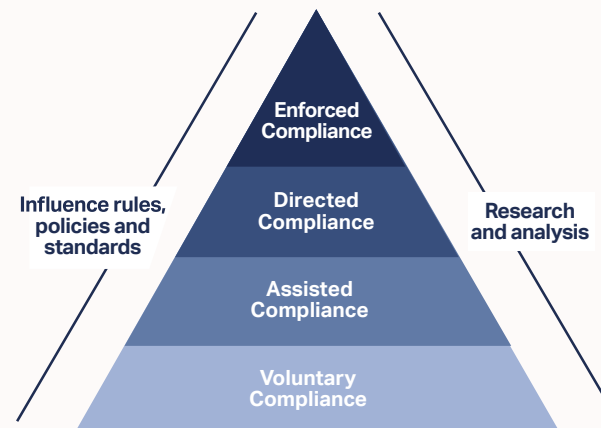 Enforced
Compliance
Directed
Compliance
Influence rules,
policies and
standards
Research
and analysis
Assisted
Compliance
Voluntary
Compliance